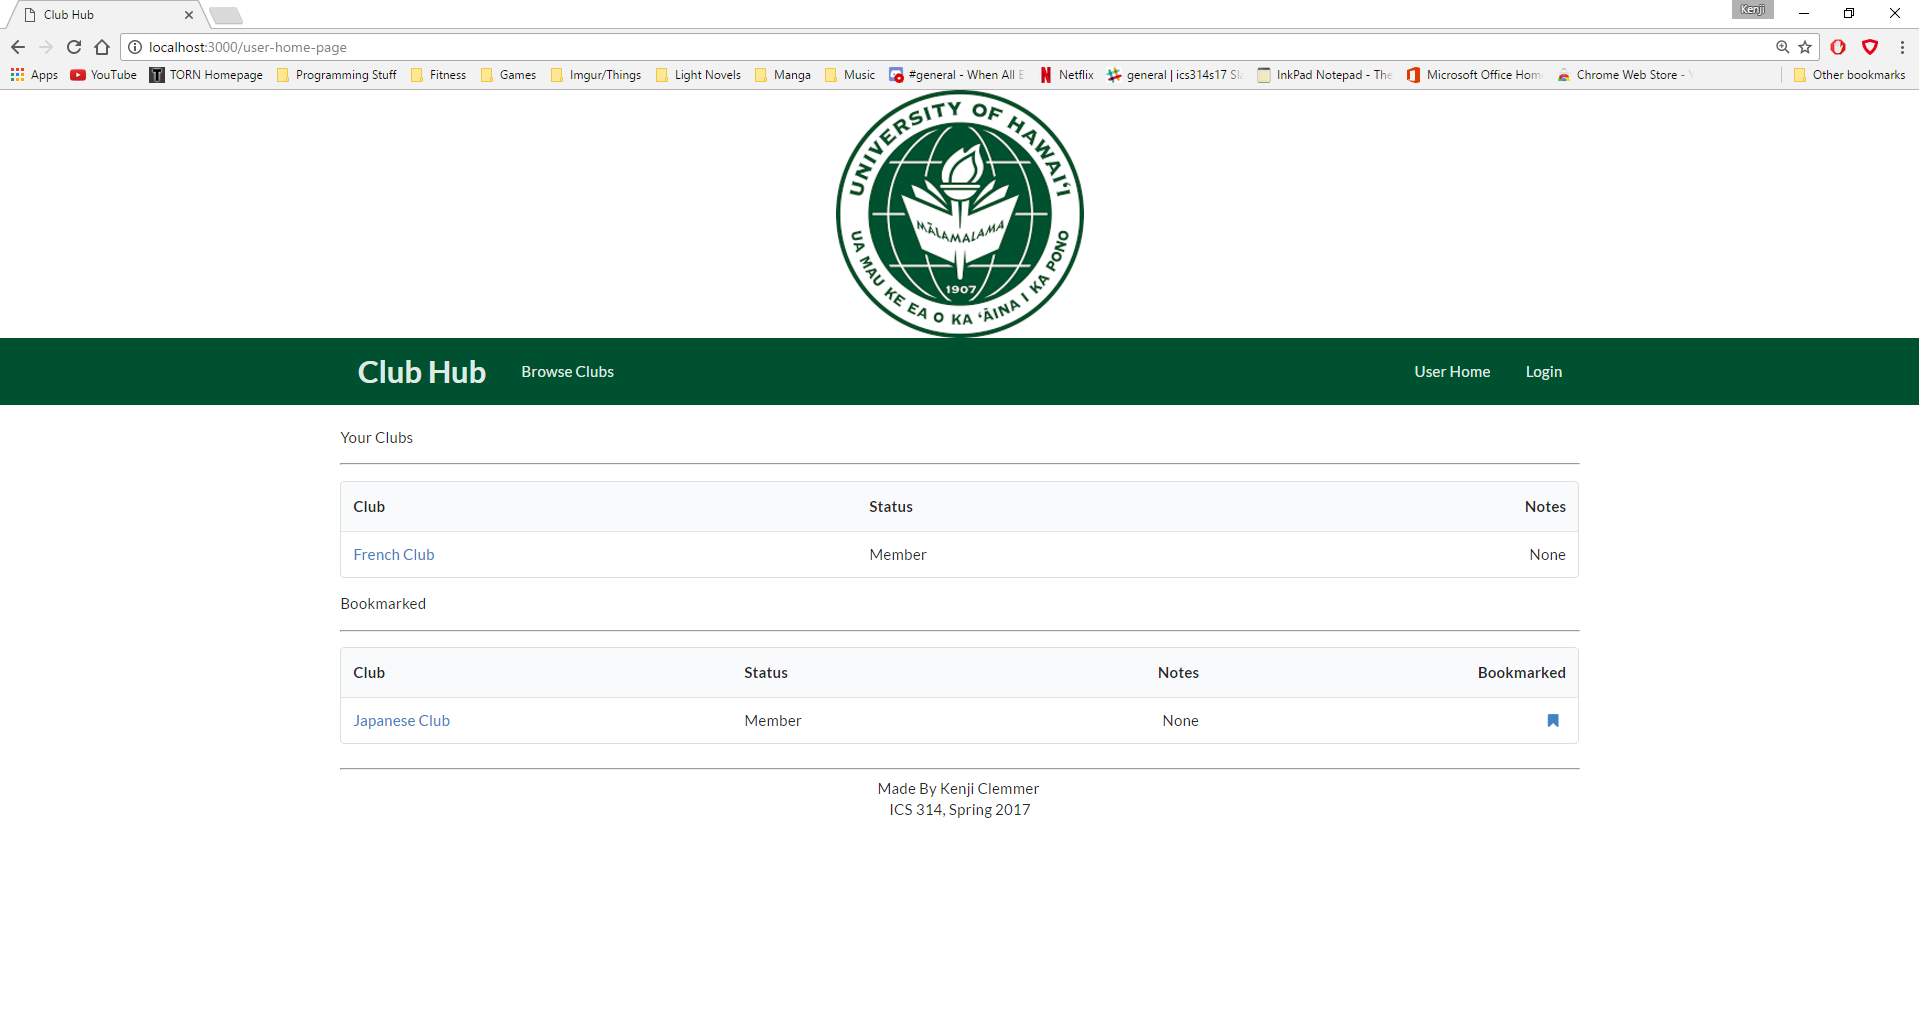 Club Hub
Kenji
localhost:3000/user-home-page
Apps YouTube TORN Homepage Programming Stuff Fitness Games Imgur/Things Light Novels Manga Music #general - When All E Netflix general | ics314s17 Sla InkPad Notepad - The Microsoft Office Hom Chrome Web Store - Other bookmarks
UNIVERSITY OF HAWAIʻI
MĀLAMALAMA
1907
UA MAU KE EA O KA ʻĀINA I KA PONO
Club Hub Browse Clubs User Home Login
Your Clubs
Club Status Notes
French Club Member None
Bookmarked
Club Status Notes Bookmarked
Japanese Club Member None
Made By Kenji Clemmer
ICS 314, Spring 2017